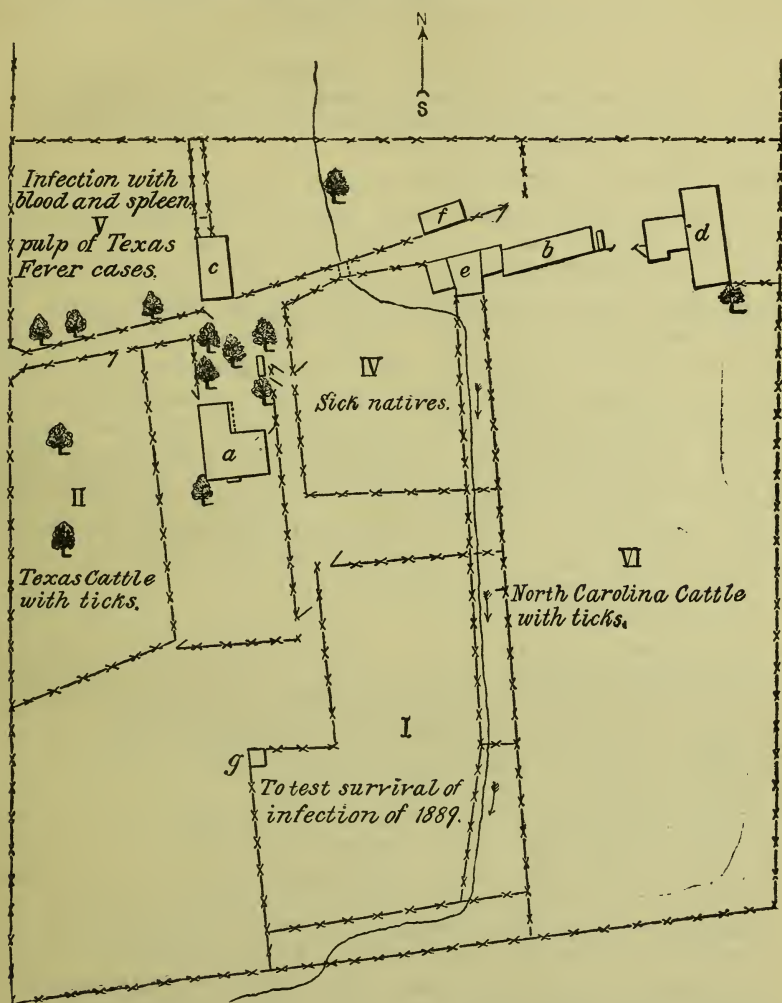 N
S
Infection with
blood and spleen
V
pulp of Texas
Fever cases.
c
f
e
b
d
IV
Sick natives.
a
II
Texas Cattle
with ticks.
VI
North Carolina Cattle
with ticks.
I
g
To test survival of
infection of 1889.